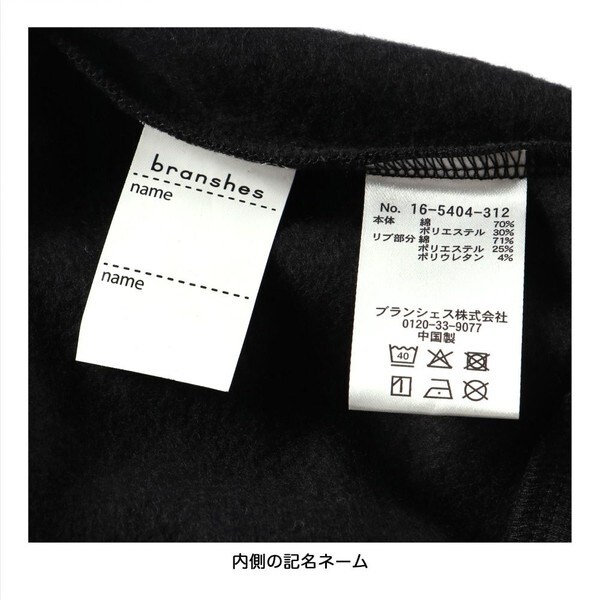 branshes
name
name
No. 16-5404-312
本体 綿 70%
ポリエステル 30%
リブ部分 綿 71%
ポリエステル 25%
ポリウレタン 4%
ブランシェス株式会社
0120-33-9077
中国製
40
内側の記名ネーム